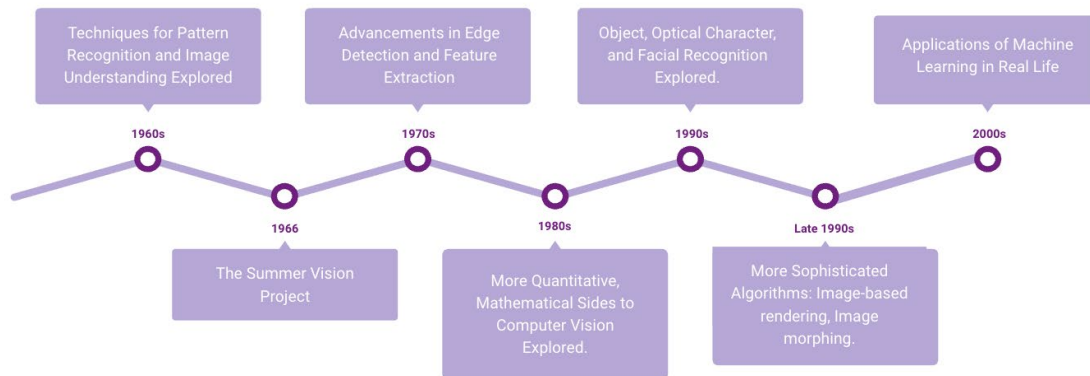 Techniques for Pattern
Recognition and Image
Understanding Explored
1960s
1966
The Summer Vision
Project
Advancements in Edge
Detection and Feature
Extraction
1970s
1980s
More Quantitative,
Mathematical Sides to
Computer Vision
Explored.
Object, Optical Character,
and Facial Recognition
Explored.
1990s
Late 1990s
More Sophisticated
Algorithms: Image-based
rendering, Image
morphing.
Applications of Machine
Learning in Real Life
2000s